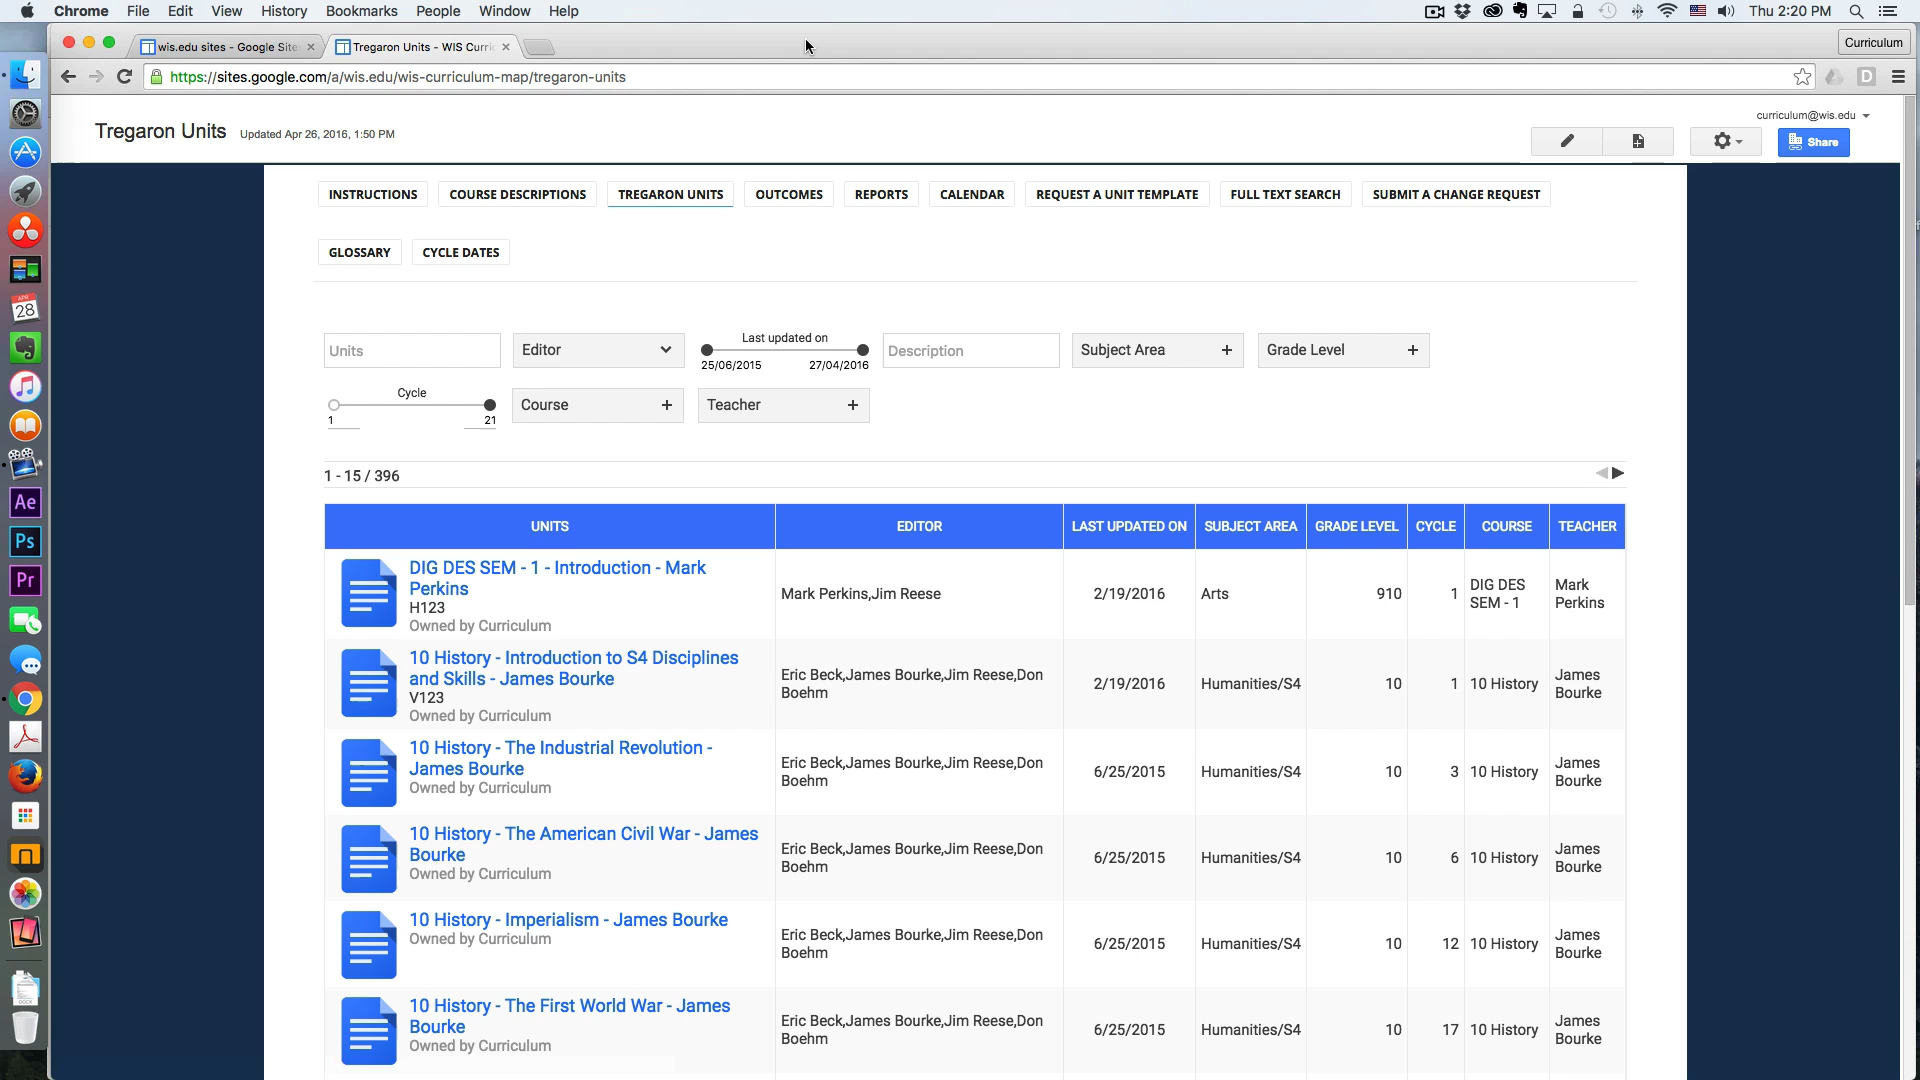 Chrome File Edit View History Bookmarks People Window Help Thu 2:20 PM
wis.edu sites - Google Site Tregaron Units - WIS Curric Curriculum
https://sites.google.com/a/wis.edu/wis-curriculum-map/tregaron-units D
curriculum@wis.edu
Tregaron Units Updated Apr 26, 2016, 1:50 PM
Share
INSTRUCTIONS COURSE DESCRIPTIONS TREGARON UNITS OUTCOMES REPORTS CALENDAR REQUEST A UNIT TEMPLATE FULL TEXT SEARCH SUBMIT A CHANGE REQUEST
GLOSSARY CYCLE DATES
Units Editor Last updated on Description Subject Area + Grade Level +
25/06/2015 27/04/2016
Cycle Course + Teacher +
1 21
1 - 15 / 396
UNITS EDITOR LAST UPDATED ON SUBJECT AREA GRADE LEVEL CYCLE COURSE TEACHER
DIG DES SEM - 1 - Introduction - Mark
Perkins
H123
Owned by Curriculum
Mark Perkins,Jim Reese 2/19/2016 Arts 910 1 DIG DES
SEM - 1
Mark
Perkins
10 History - Introduction to S4 Disciplines
and Skills - James Bourke
V123
Owned by Curriculum
Eric Beck,James Bourke,Jim Reese,Don
Boehm
2/19/2016 Humanities/S4 10 1 10 History
James
Bourke
10 History - The Industrial Revolution -
James Bourke
Owned by Curriculum
Eric Beck,James Bourke,Jim Reese,Don
Boehm
6/25/2015 Humanities/S4 10 3 10 History
James
Bourke
10 History - The American Civil War - James
Bourke
Owned by Curriculum
Eric Beck,James Bourke,Jim Reese,Don
Boehm
6/25/2015 Humanities/S4 10 6 10 History
James
Bourke
10 History - Imperialism - James Bourke
Owned by Curriculum
Eric Beck,James Bourke,Jim Reese,Don
Boehm
6/25/2015 Humanities/S4 10 12 10 History
James
Bourke
10 History - The First World War - James
Bourke
Owned by Curriculum
Eric Beck,James Bourke,Jim Reese,Don
Boehm
6/25/2015 Humanities/S4 10 17 10 History
James
Bourke
APR
28
Ae
Ps
Pr
DOCX